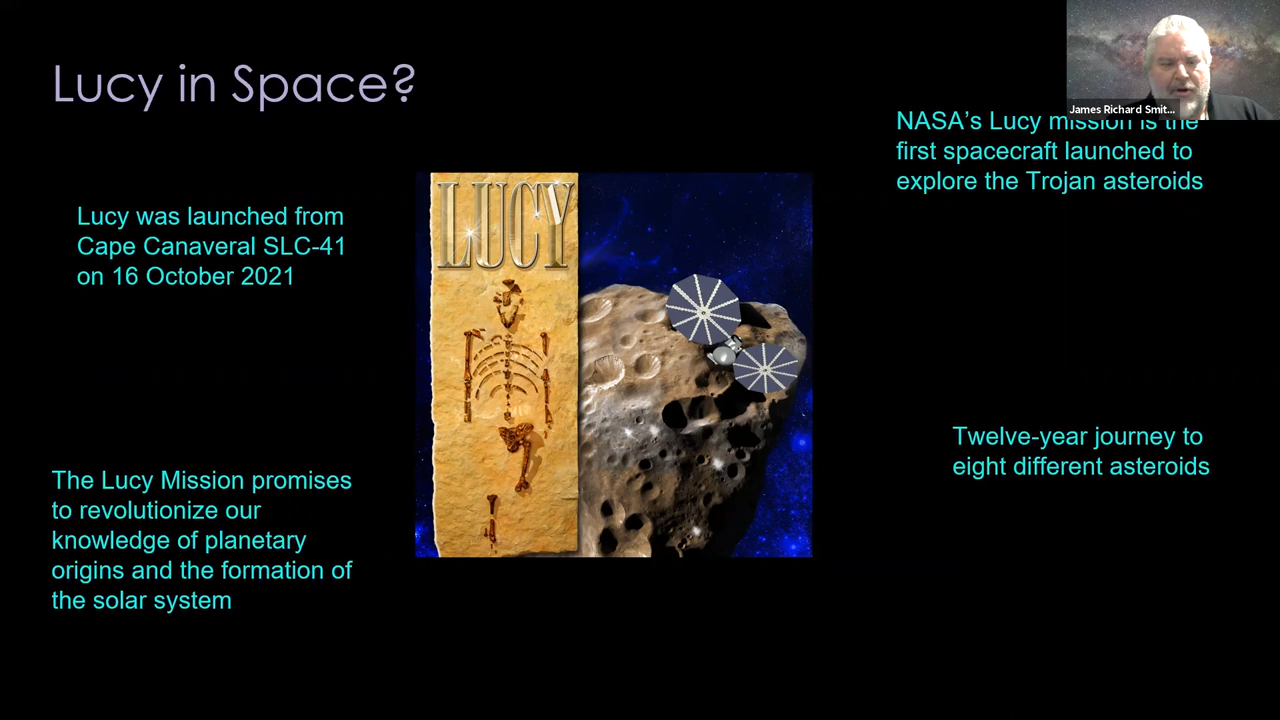 Lucy in Space?
James Richard Smit...
NASA's Lucy mission is the
first spacecraft launched to
explore the Trojan asteroids
Lucy was launched from
Cape Canaveral SLC-41
on 16 October 2021
LUCY
Twelve-year journey to
eight different asteroids
The Lucy Mission promises
to revolutionize our
knowledge of planetary
origins and the formation of
the solar system